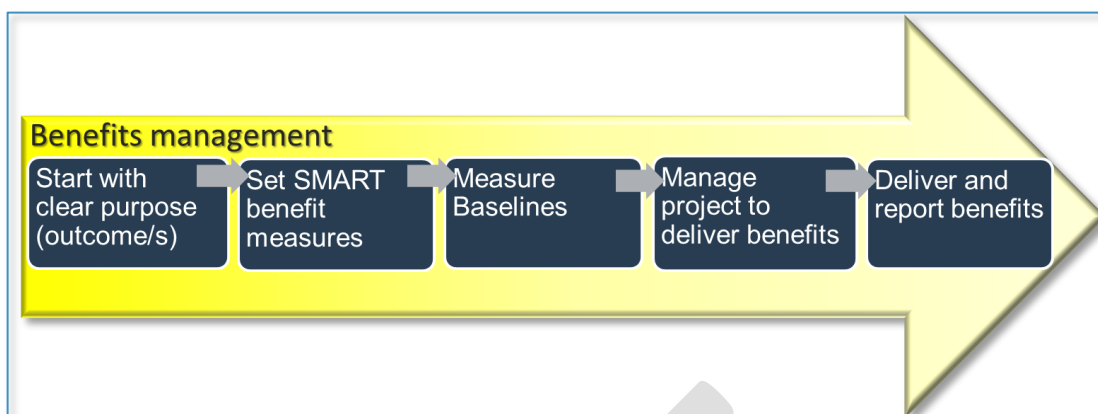 Benefits management
Start with
clear purpose
(outcome/s)
Set SMART
benefit
measures
Measure
Baselines
Manage
project to
deliver benefits
Deliver and
report benefits